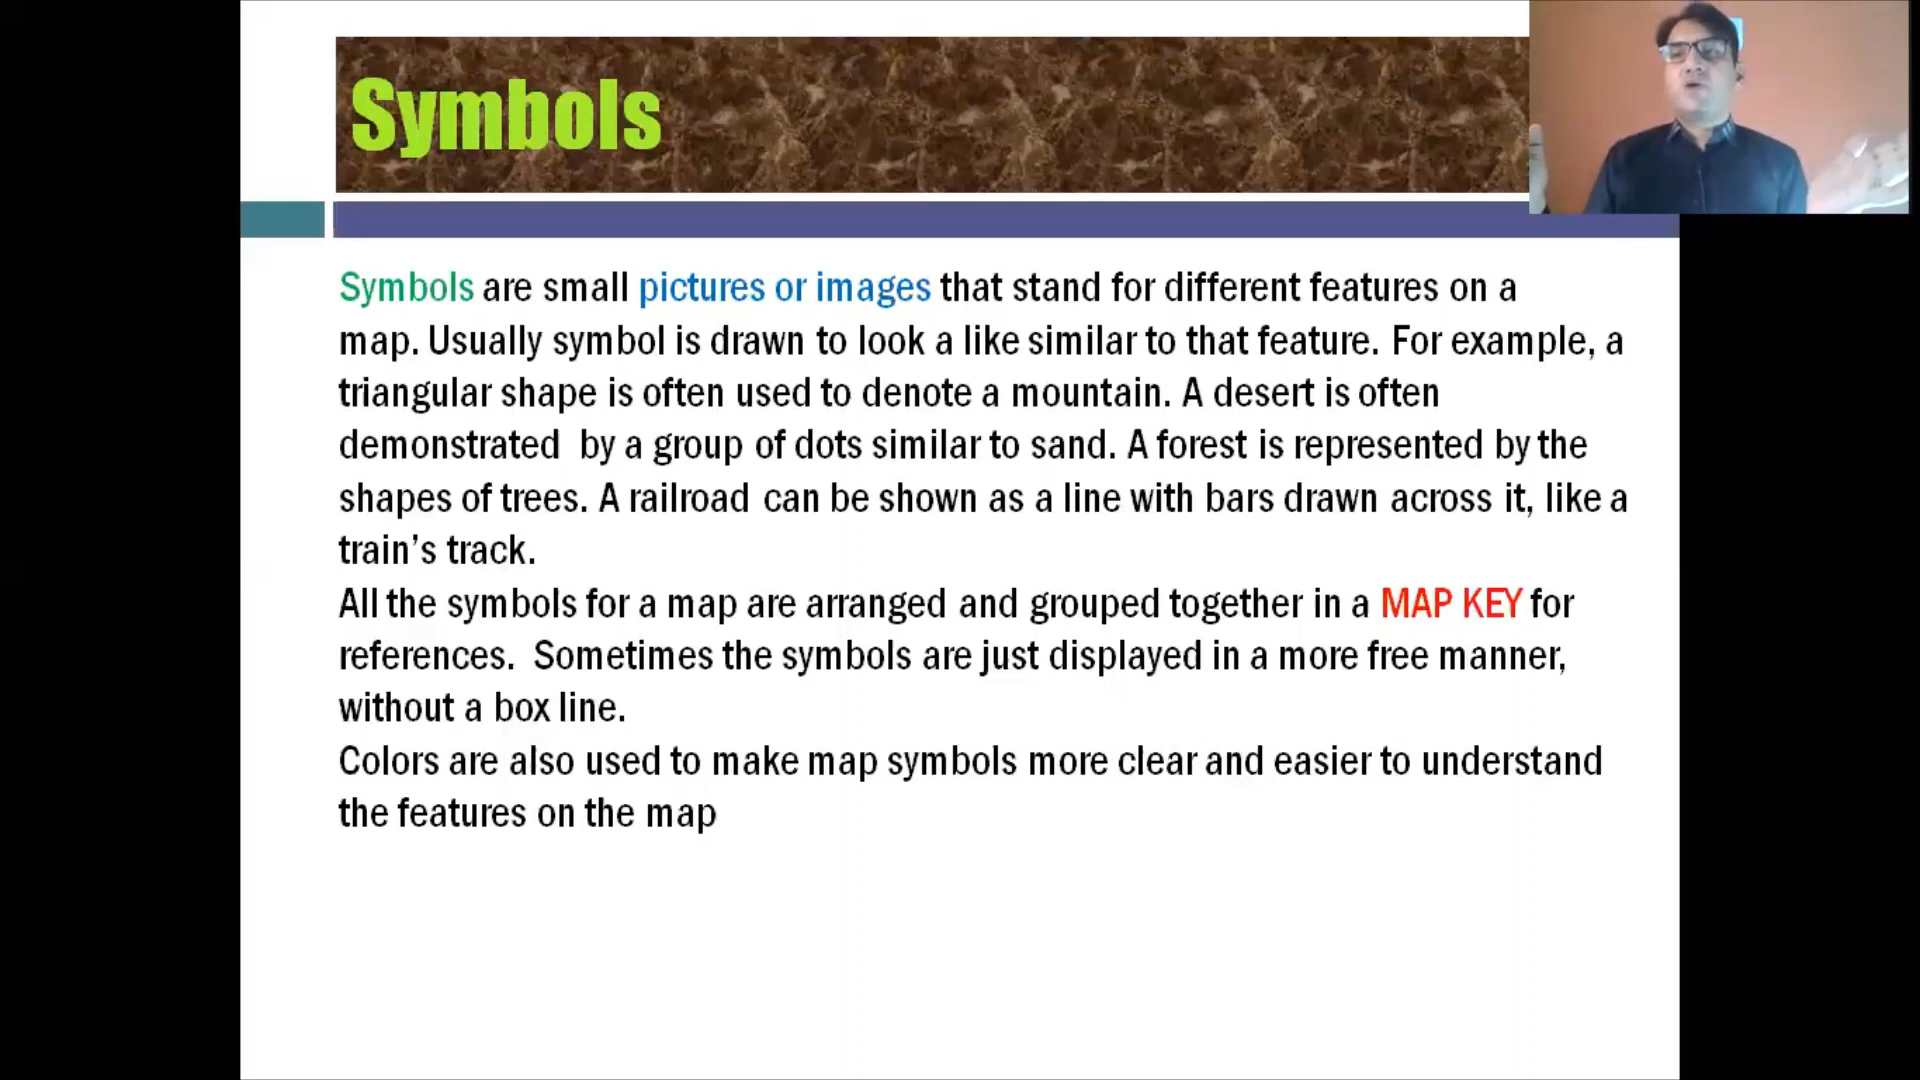 Symbols
Symbols are small pictures or images that stand for different features on a
map. Usually symbol is drawn to look a like similar to that feature. For example, a
triangular shape is often used to denote a mountain. A desert is often
demonstrated by a group of dots similar to sand. A forest is represented by the
shapes of trees. A railroad can be shown as a line with bars drawn across it, like a
train's track.
All the symbols for a map are arranged and grouped together in a MAP KEY for
references. Sometimes the symbols are just displayed in a more free manner,
without a box line.
Colors are also used to make map symbols more clear and easier to understand
the features on the map